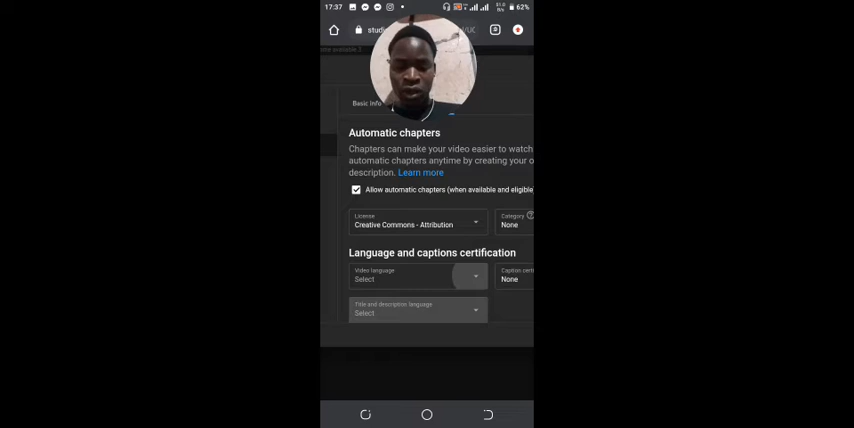 17:37
62%
studi
/UC
Basic info
Automatic chapters
Chapters can make your video easier to watch
automatic chapters anytime by creating your o
description. Learn more
Allow automatic chapters (when available and eligible)
License
Creative Commons - Attribution
Category
None
Language and captions certification
Video language
Select
Caption certi
None
Title and description language
Select